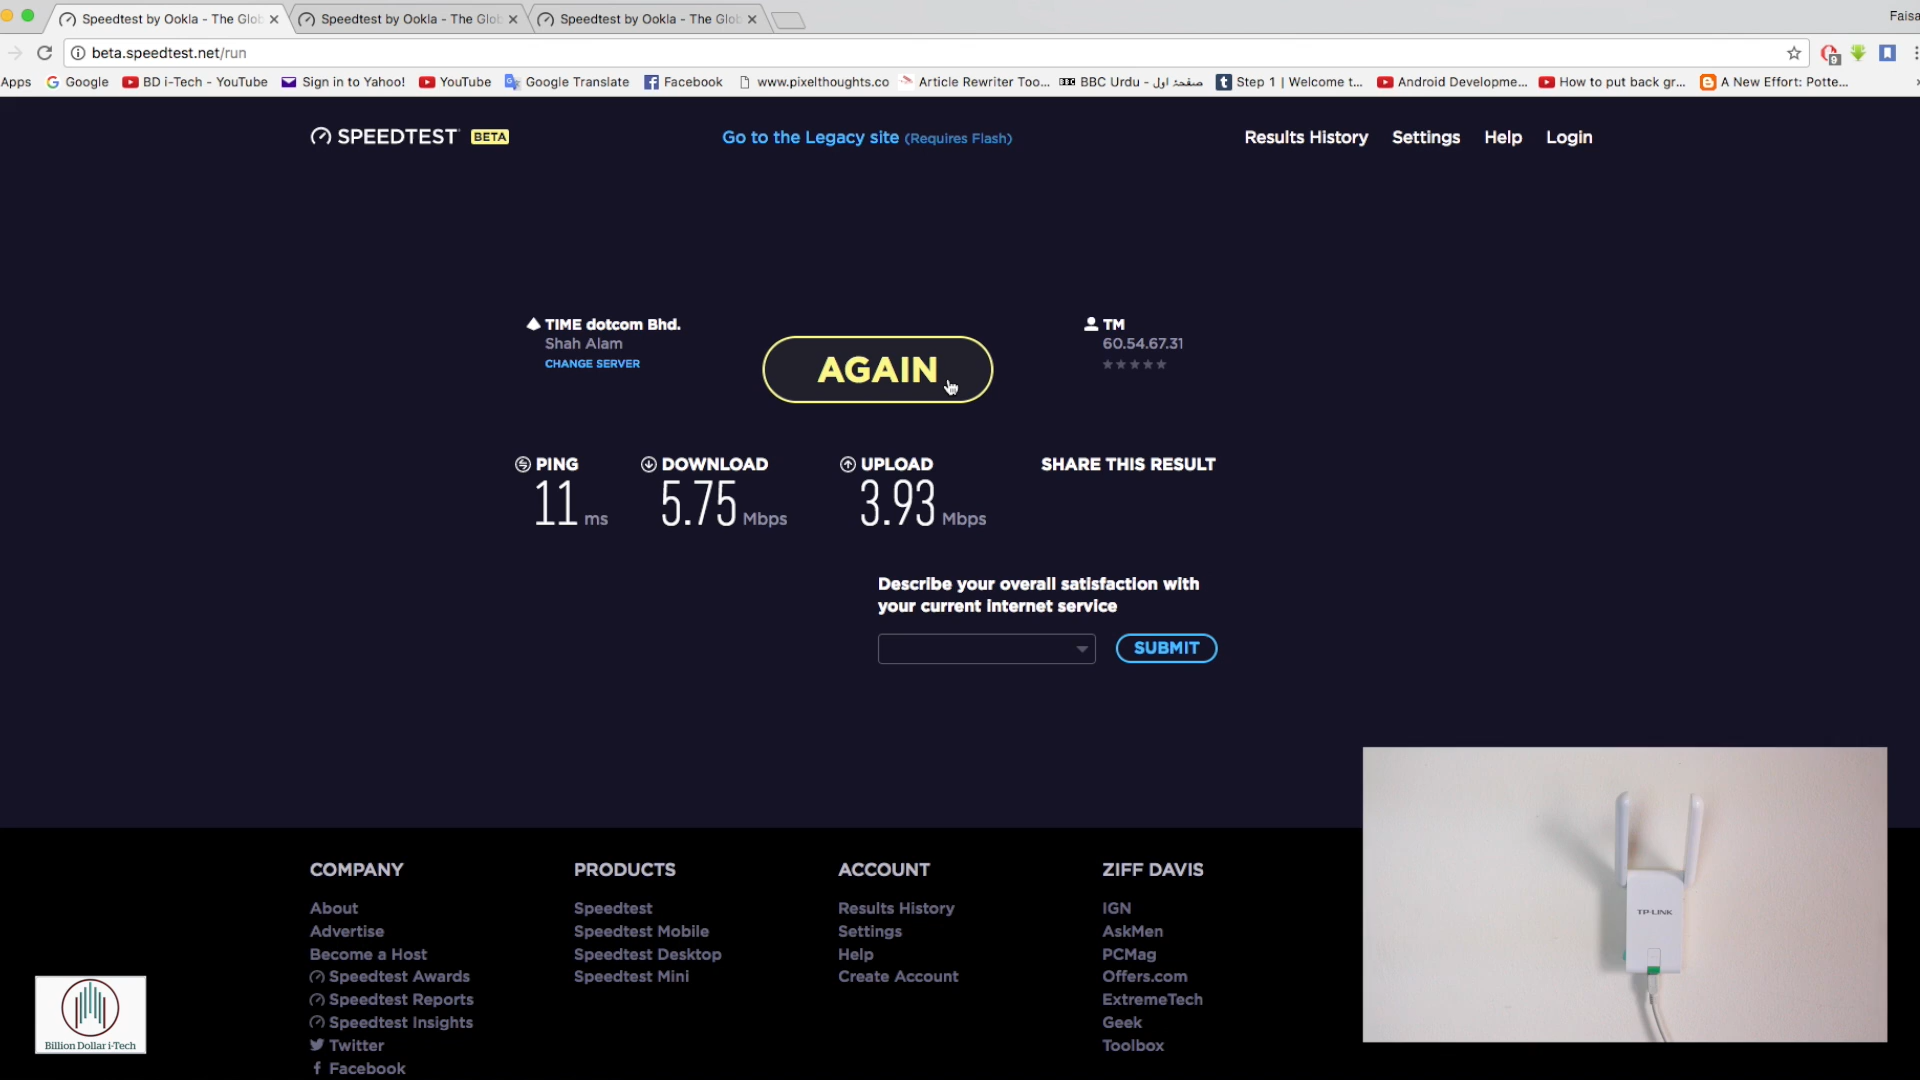 Speedtest by Ookla - The Glob
Speedtest by Ookla - The Glob
Speedtest by Ookla - The Glob
Faisa
beta.speedtest.net/run
9
Apps
Google
BD i-Tech - YouTube
Sign in to Yahoo!
YouTube
Google Translate
Facebook
www.pixelthoughts.co
Article Rewriter Too...
BBC Urdu - صفحۂ اول
Step 1 | Welcome t...
Android Developme...
How to put back gr...
A New Effort: Potte...
SPEEDTEST BETA
Go to the Legacy site (Requires Flash)
Results History
Settings
Help
Login
TIME dotcom Bhd.
Shah Alam
CHANGE SERVER
AGAIN
TM
60.54.67.31
PING
11 ms
DOWNLOAD
5.75 Mbps
UPLOAD
3.93 Mbps
SHARE THIS RESULT
Describe your overall satisfaction with
your current internet service
SUBMIT
COMPANY
About
Advertise
Become a Host
Speedtest Awards
Speedtest Reports
Speedtest Insights
Twitter
Facebook
PRODUCTS
Speedtest
Speedtest Mobile
Speedtest Desktop
Speedtest Mini
ACCOUNT
Results History
Settings
Help
Create Account
ZIFF DAVIS
IGN
AskMen
PCMag
Offers.com
ExtremeTech
Geek
Toolbox
TP-LINK
Billion Dollar i-Tech